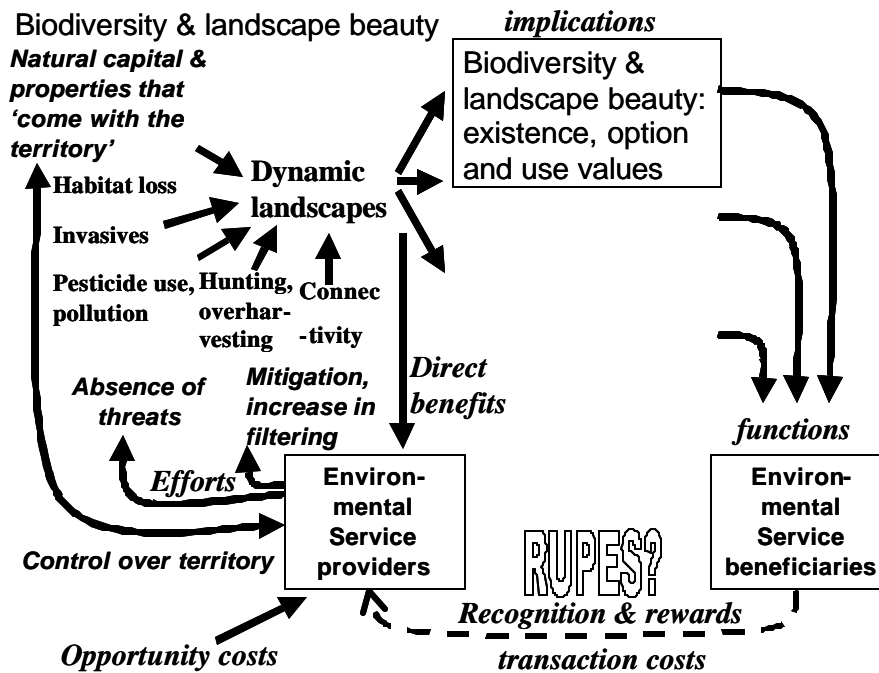 Biodiversity & landscape beauty
implications
Natural capital &
properties that
‘come with the
territory’
Biodiversity &
landscape beauty:
existence, option
and use values
Dynamic
landscapes
Habitat loss
Invasives
Pesticide use,
pollution
Hunting,
overhar-
vesting
Connec
-tivity
Direct
benefits
Absence of
threats
Mitigation,
increase in
filtering
Efforts
functions
Environ-
mental
Service
providers
Environ-
mental
Service
beneficiaries
Control over territory
RUPES?
Recognition & rewards
transaction costs
Opportunity costs